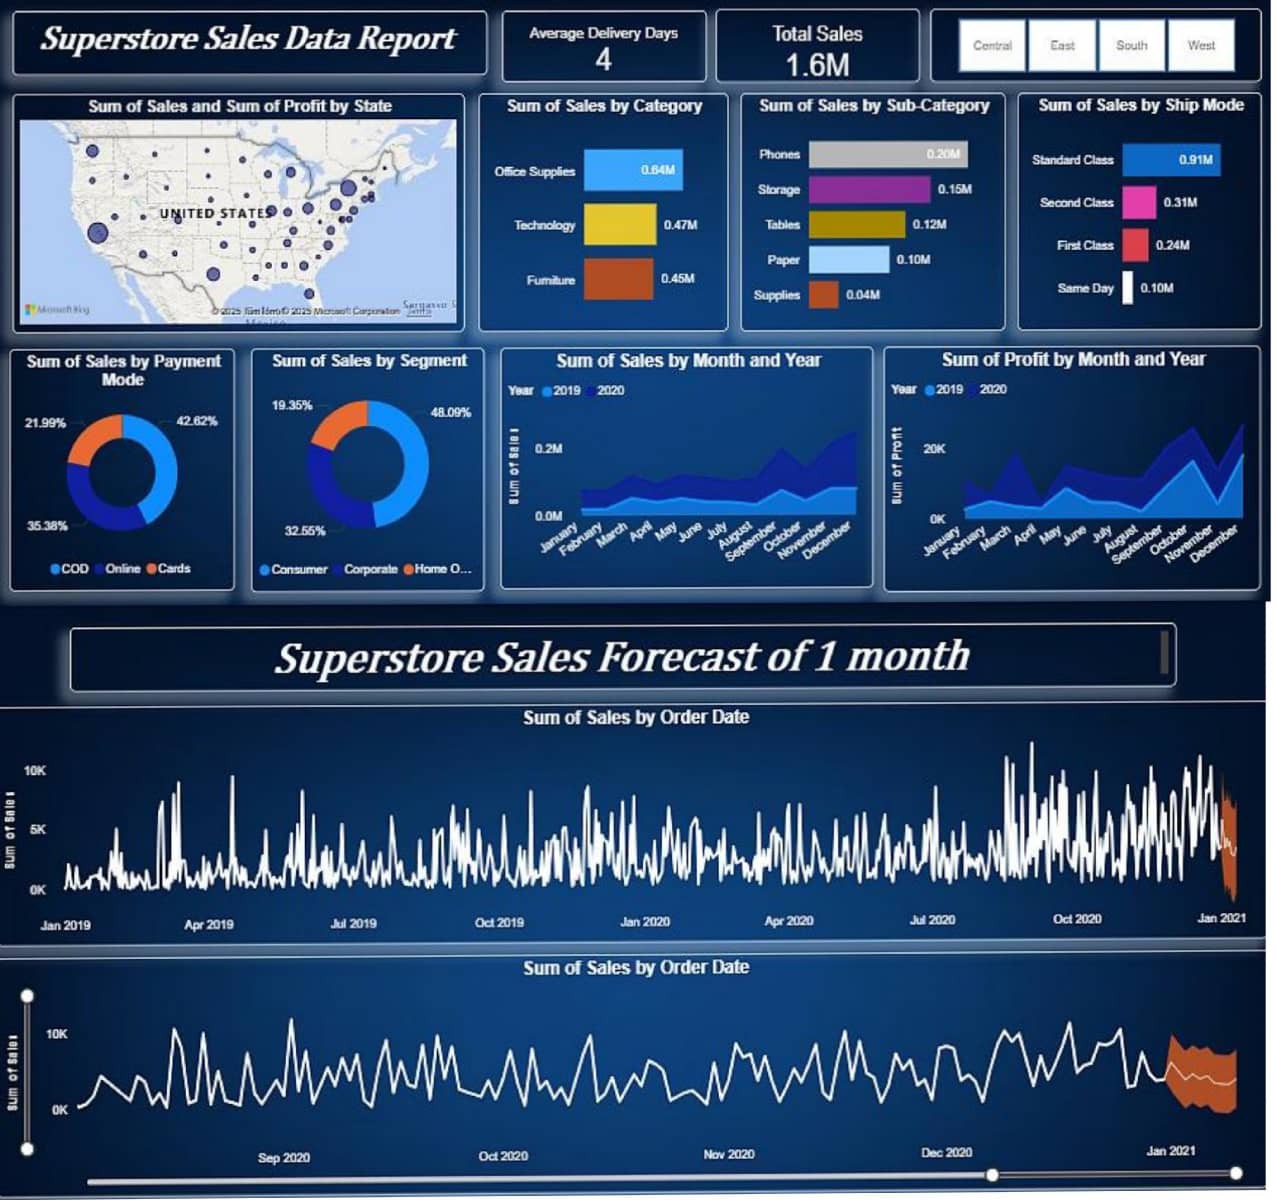 Superstore Sales Data Report
Average Delivery Days
4
Total Sales
1.6M
Central
East
South
West
Sum of Sales and Sum of Profit by State
UNITED STATES
Microsoft Bing
© 2025 Microsoft Corporation
Sum of Sales by Category
Office Supplies
0.64M
Technology
0.47M
Furniture
0.45M
Sum of Sales by Sub-Category
Phones
0.20M
Storage
0.15M
Tables
0.12M
Paper
0.10M
Supplies
0.04M
Sum of Sales by Ship Mode
Standard Class
0.91M
Second Class
0.31M
First Class
0.24M
Same Day
0.10M
Sum of Sales by Payment
Mode
21.99%
42.62%
35.38%
COD Online Cards
Sum of Sales by Segment
19.35%
48.09%
32.55%
Consumer Corporate Home O...
Sum of Sales by Month and Year
Year 2019 2020
Sum of Sales
0.2M
0.0M
January
February
March
April
May
June
July
August
September
October
November
December
Sum of Profit by Month and Year
Year 2019 2020
Sum of Profit
20K
0K
January
February
March
April
May
June
July
August
September
October
November
December
Superstore Sales Forecast of 1 month
Sum of Sales by Order Date
Sum of Sales
10K
5K
0K
Jan 2019
Apr 2019
Jul 2019
Oct 2019
Jan 2020
Apr 2020
Jul 2020
Oct 2020
Jan 2021
Sum of Sales by Order Date
Sum of Sales
10K
0K
Sep 2020
Oct 2020
Nov 2020
Dec 2020
Jan 2021